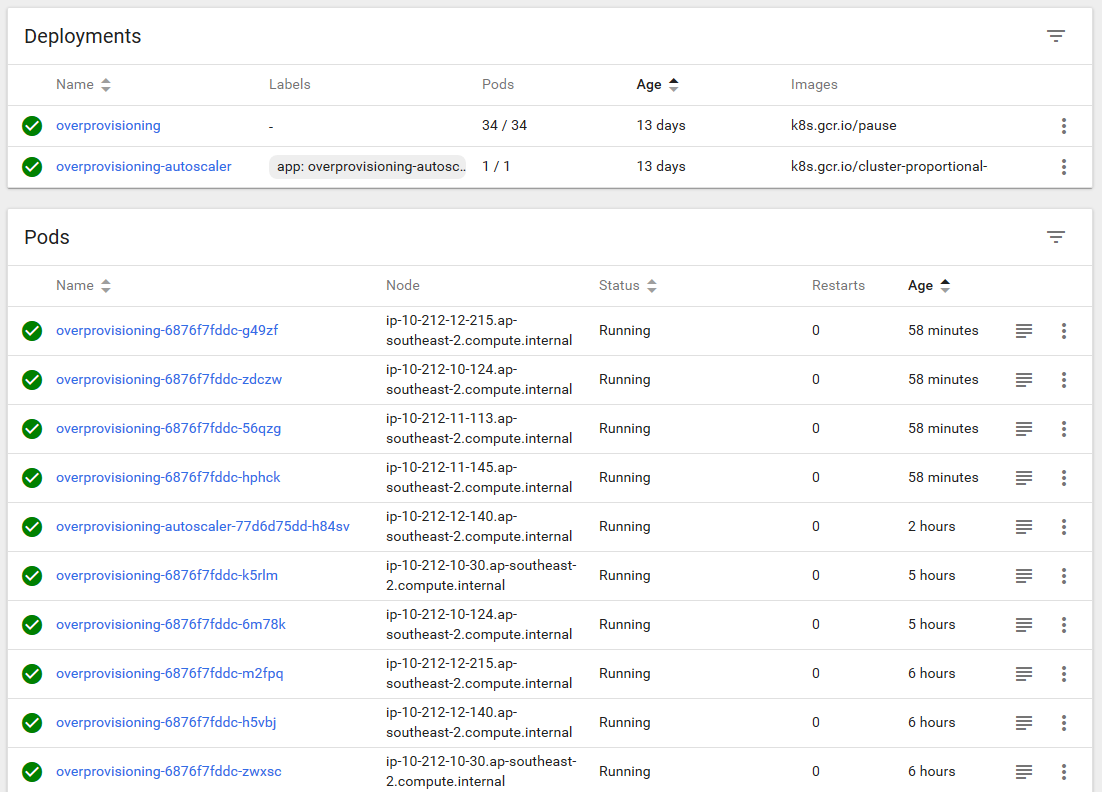 Deployments
Name Labels Pods Age Images
overprovisioning - 34 / 34 13 days k8s.gcr.io/pause
overprovisioning-autoscaler app: overprovisioning-autosc.. 1 / 1 13 days k8s.gcr.io/cluster-proportional-
Pods
Name Node Status Restarts Age
overprovisioning-6876f7fddc-g49zf ip-10-212-12-215.ap- Running 0 58 minutes
southeast-2.compute.internal
overprovisioning-6876f7fddc-zdczw ip-10-212-10-124.ap- Running 0 58 minutes
southeast-2.compute.internal
overprovisioning-6876f7fddc-56qzg ip-10-212-11-113.ap- Running 0 58 minutes
southeast-2.compute.internal
overprovisioning-6876f7fddc-hphck ip-10-212-11-145.ap- Running 0 58 minutes
southeast-2.compute.internal
overprovisioning-autoscaler-77d6d75dd-h84sv ip-10-212-12-140.ap- Running 0 2 hours
southeast-2.compute.internal
overprovisioning-6876f7fddc-k5rlm ip-10-212-10-30.ap-southeast- Running 0 5 hours
2.compute.internal
overprovisioning-6876f7fddc-6m78k ip-10-212-10-124.ap- Running 0 5 hours
southeast-2.compute.internal
overprovisioning-6876f7fddc-m2fpq ip-10-212-12-215.ap- Running 0 6 hours
southeast-2.compute.internal
overprovisioning-6876f7fddc-h5vbj ip-10-212-12-140.ap- Running 0 6 hours
southeast-2.compute.internal
overprovisioning-6876f7fddc-zwxsc ip-10-212-10-30.ap-southeast- Running 0 6 hours
2.compute.internal